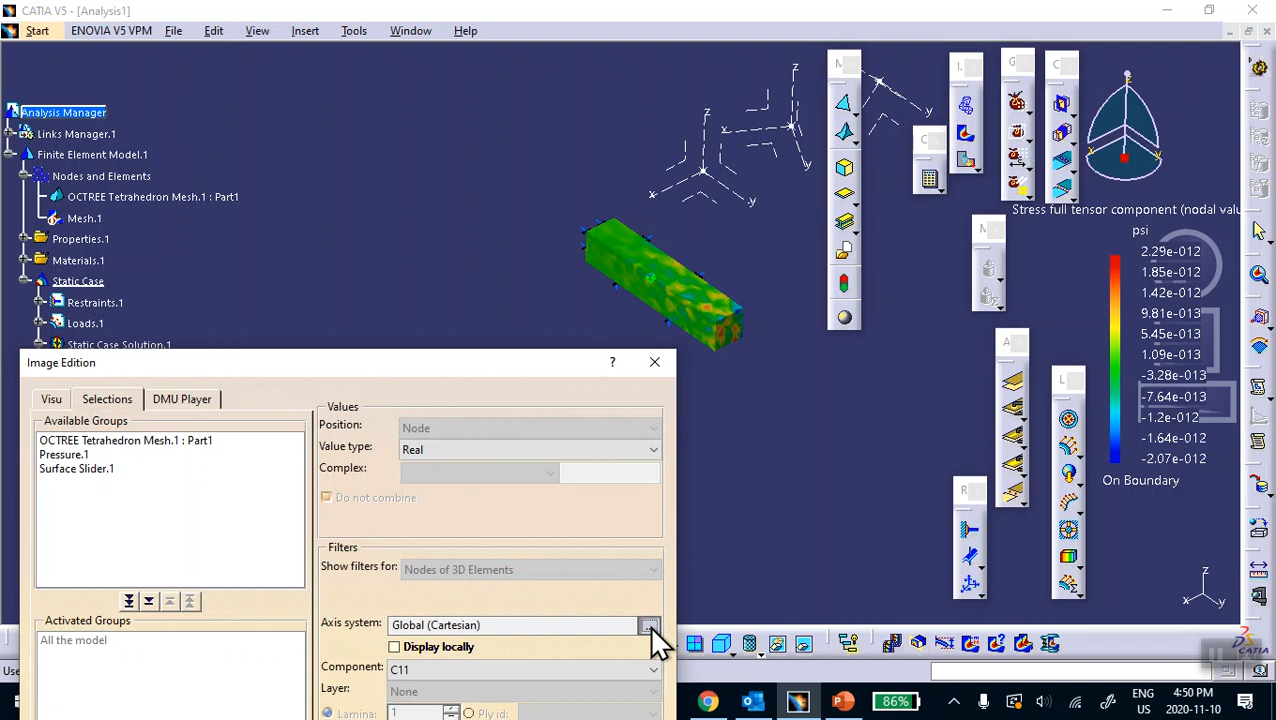 CATIA V5 - [Analysis1]
Start ENOVIA V5 VPM File Edit View Insert Tools Window Help
Analysis Manager
Links Manager.1
Finite Element Model.1
Nodes and Elements
OCTREE Tetrahedron Mesh.1 : Part1
Mesh.1
Properties.1
Materials.1
Static Case
Restraints.1
Loads.1
Static Case Solution.1
z
z
y
x
y
x
y
M
I.
G
C
C
M
A
L
R
Stress full tensor component (nodal valu
psi
2.29e-012
1.85e-012
1.42e-012
9.81e-013
5.45e-013
1.09e-013
-3.28e-013
-7.64e-013
-1.2e-012
-1.64e-012
-2.07e-012
On Boundary
z
x
y
Image Edition
?
Visu Selections DMU Player
Available Groups
OCTREE Tetrahedron Mesh.1 : Part1
Pressure.1
Surface Slider.1
Activated Groups
All the model
Values
Position: Node
Value type: Real
Complex:
Do not combine
Filters
Show filters for: Nodes of 3D Elements
Axis system: Global (Cartesian) ...
Display locally
Component: C11
Layer: None
Lamina: 1 Ply id:
CATIA
86%
ENG
US
4:50 PM
2020-11-10